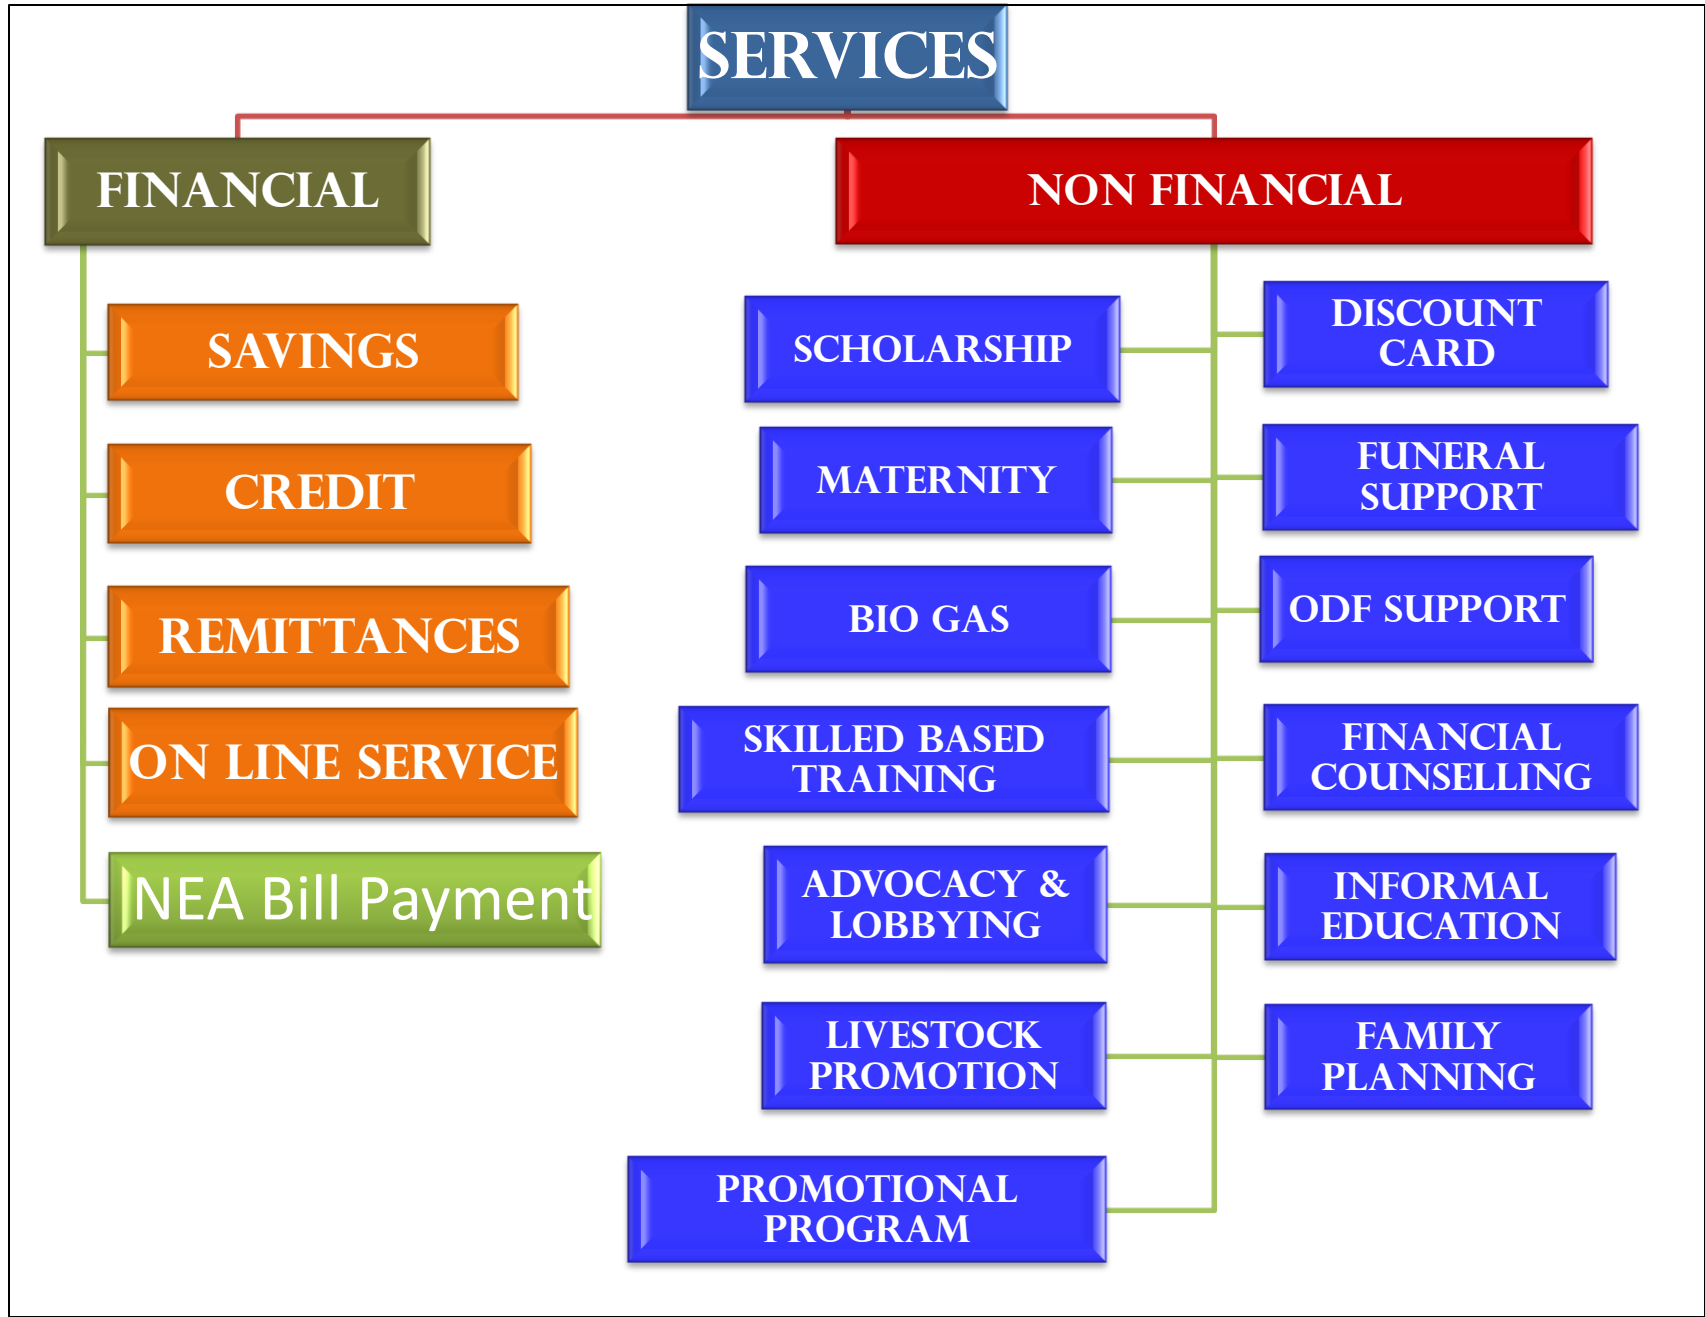 SERVICES
FINANCIAL
NON FINANCIAL
SAVINGS
CREDIT
REMITTANCES
ON LINE SERVICE
NEA Bill Payment
SCHOLARSHIP
MATERNITY
BIO GAS
SKILLED BASED
TRAINING
ADVOCACY &
LOBBYING
LIVESTOCK
PROMOTION
PROMOTIONAL
PROGRAM
DISCOUNT
CARD
FUNERAL
SUPPORT
ODF SUPPORT
FINANCIAL
COUNSELLING
INFORMAL
EDUCATION
FAMILY
PLANNING